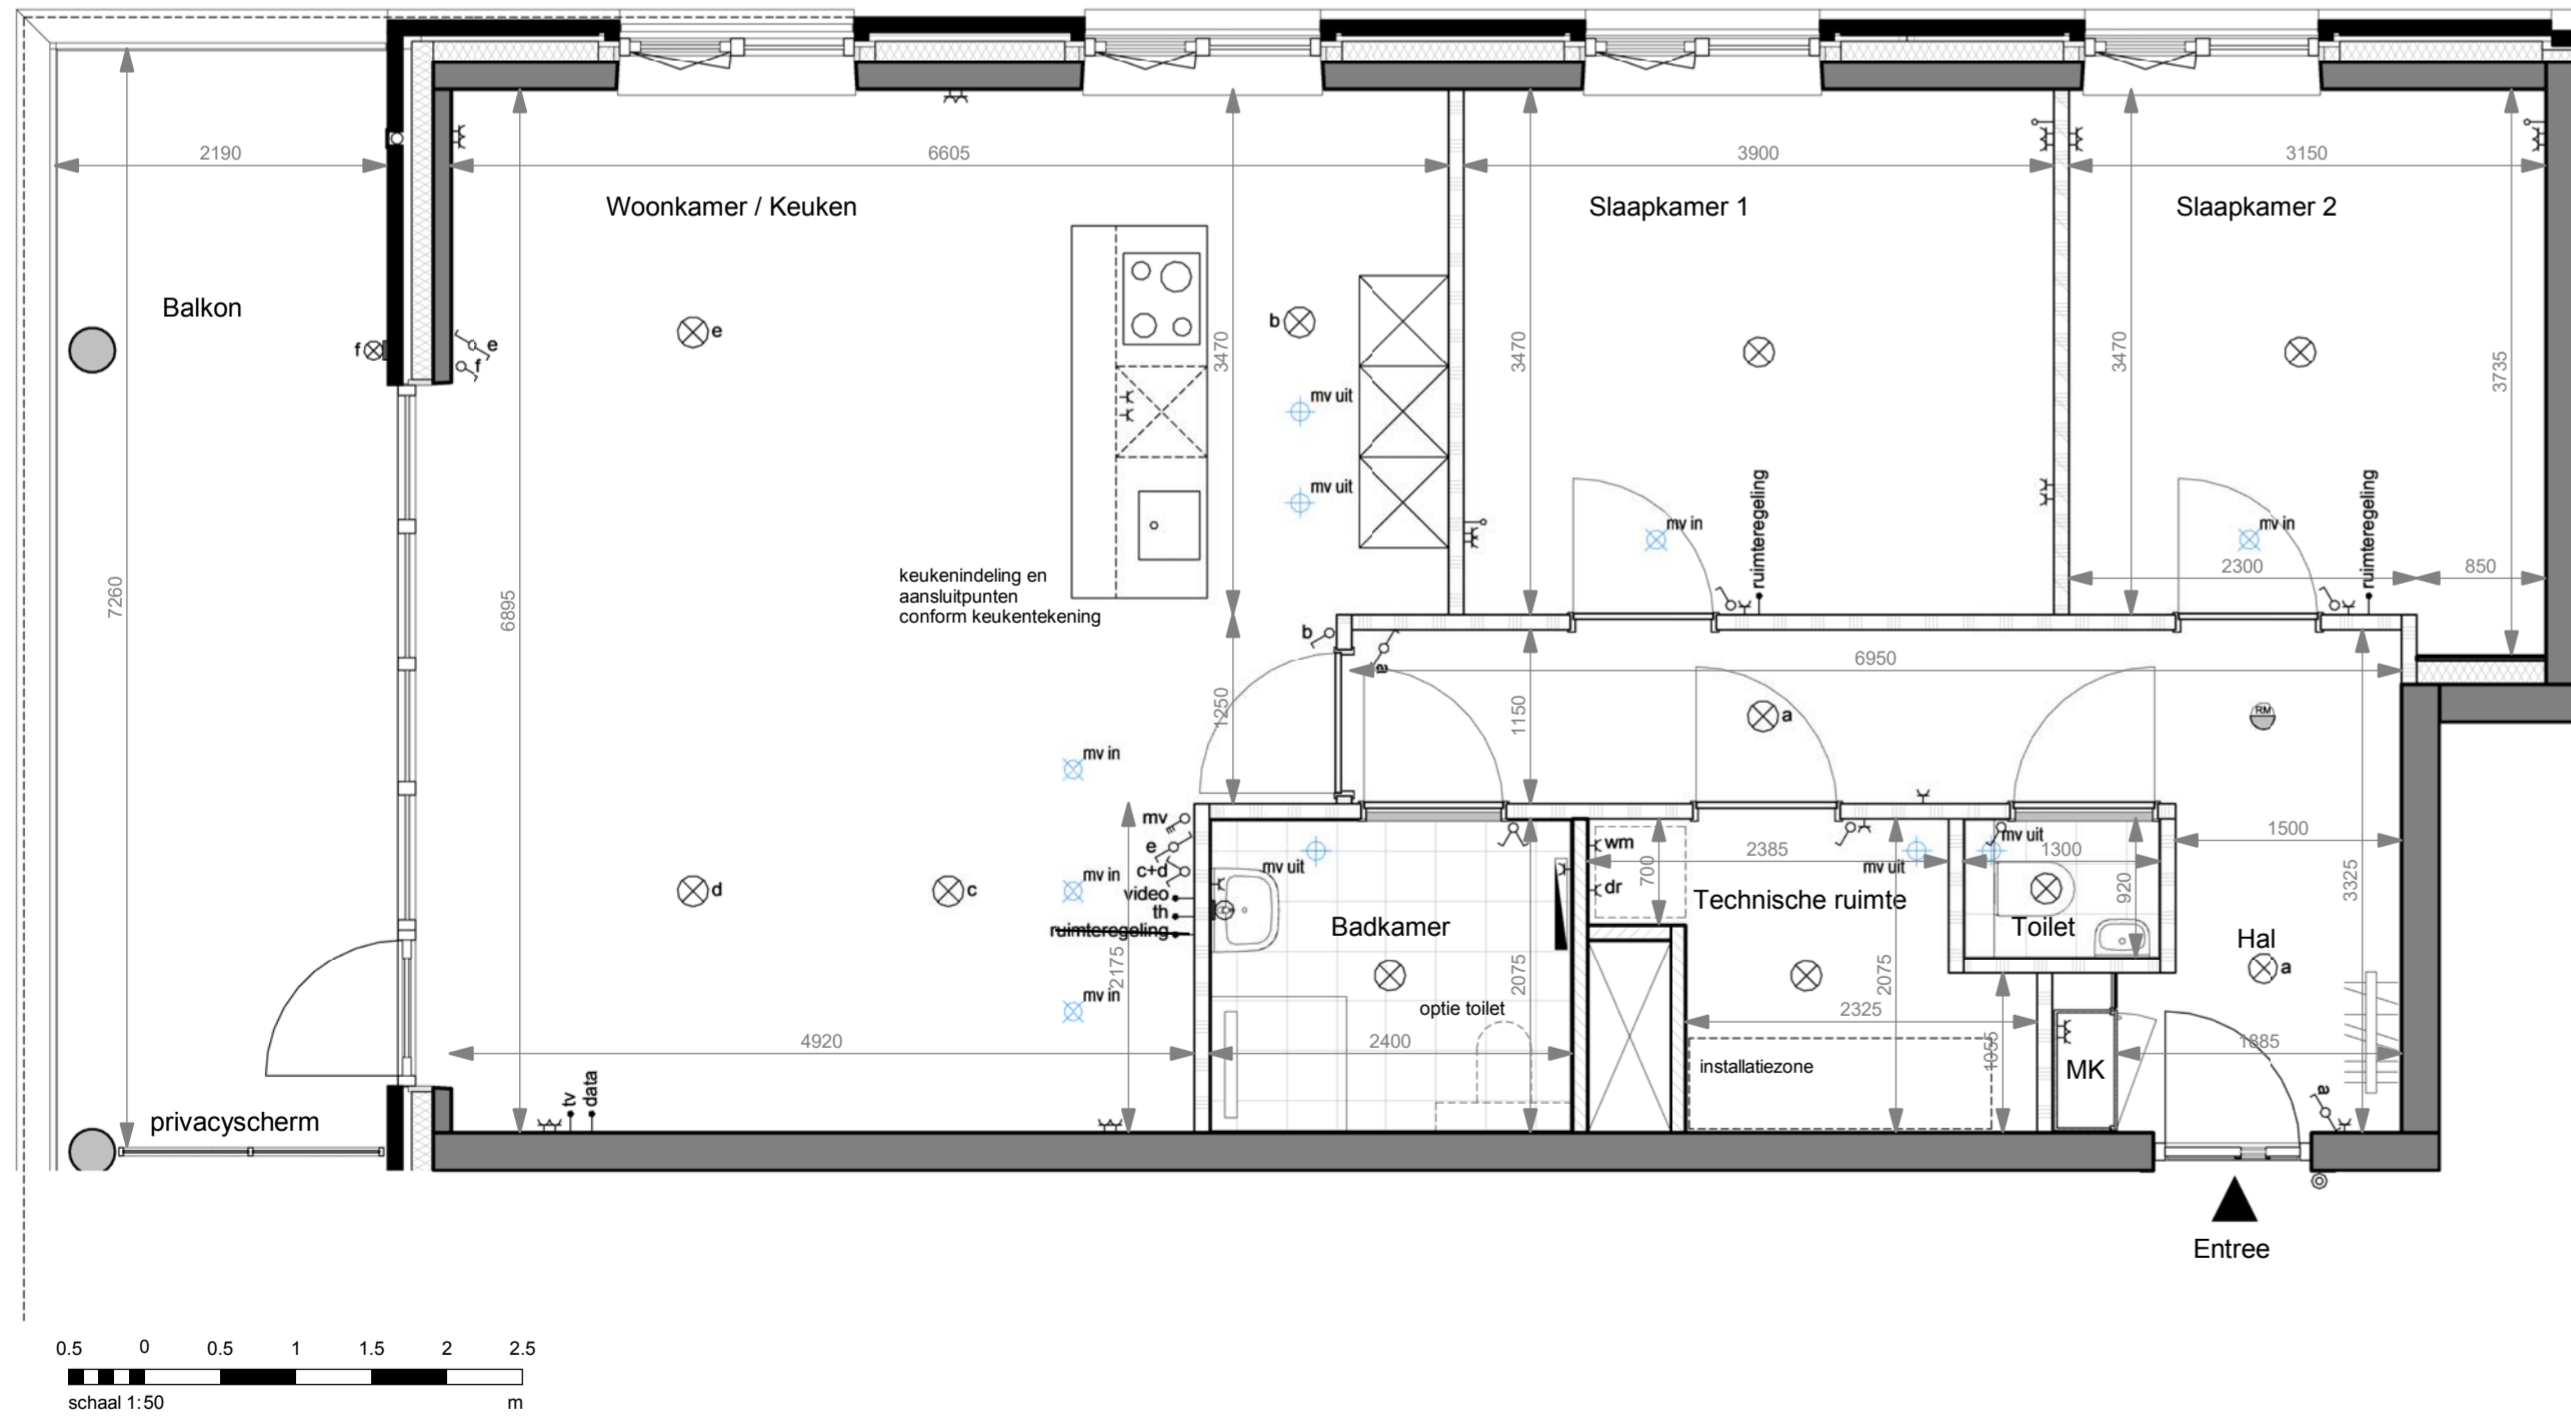 2190
6605
3900
3150
Woonkamer / Keuken
Slaapkamer 1
Slaapkamer 2
Balkon
f
e
f
e
b
3470
3470
3470
3735
mv uit
mv uit
mv in
ruimteregeling
mv in
ruimteregeling
2300
850
7260
6895
keukenindeling en
aansluitpunten
conform keukentekening
b
a
6950
1250
1150
a
RM
mv in
mv
e
c+d
video
th
ruimteregeling
mv in
mv in
d
c
2175
mv uit
Badkamer
optie toilet
2400
2075
wm
dr
700
2385
mv uit
Technische ruimte
2075
2325
installatiezone
1055
mv uit
1300
920
Toilet
1500
3325
Hal
a
MK
1885
a
4920
tv
data
privacyscherm
Entree
0.5 0 0.5 1 1.5 2 2.5
schaal 1:50 m